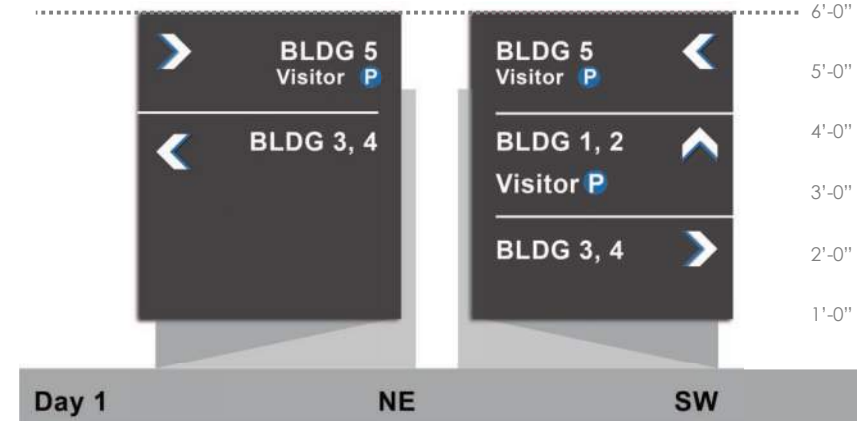 BLDG 5
Visitor P
BLDG 3, 4
BLDG 5
Visitor P
BLDG 1, 2
Visitor P
BLDG 3, 4
6'-0"
5'-0"
4'-0"
3'-0"
2'-0"
1'-0"
Day 1
NE
SW